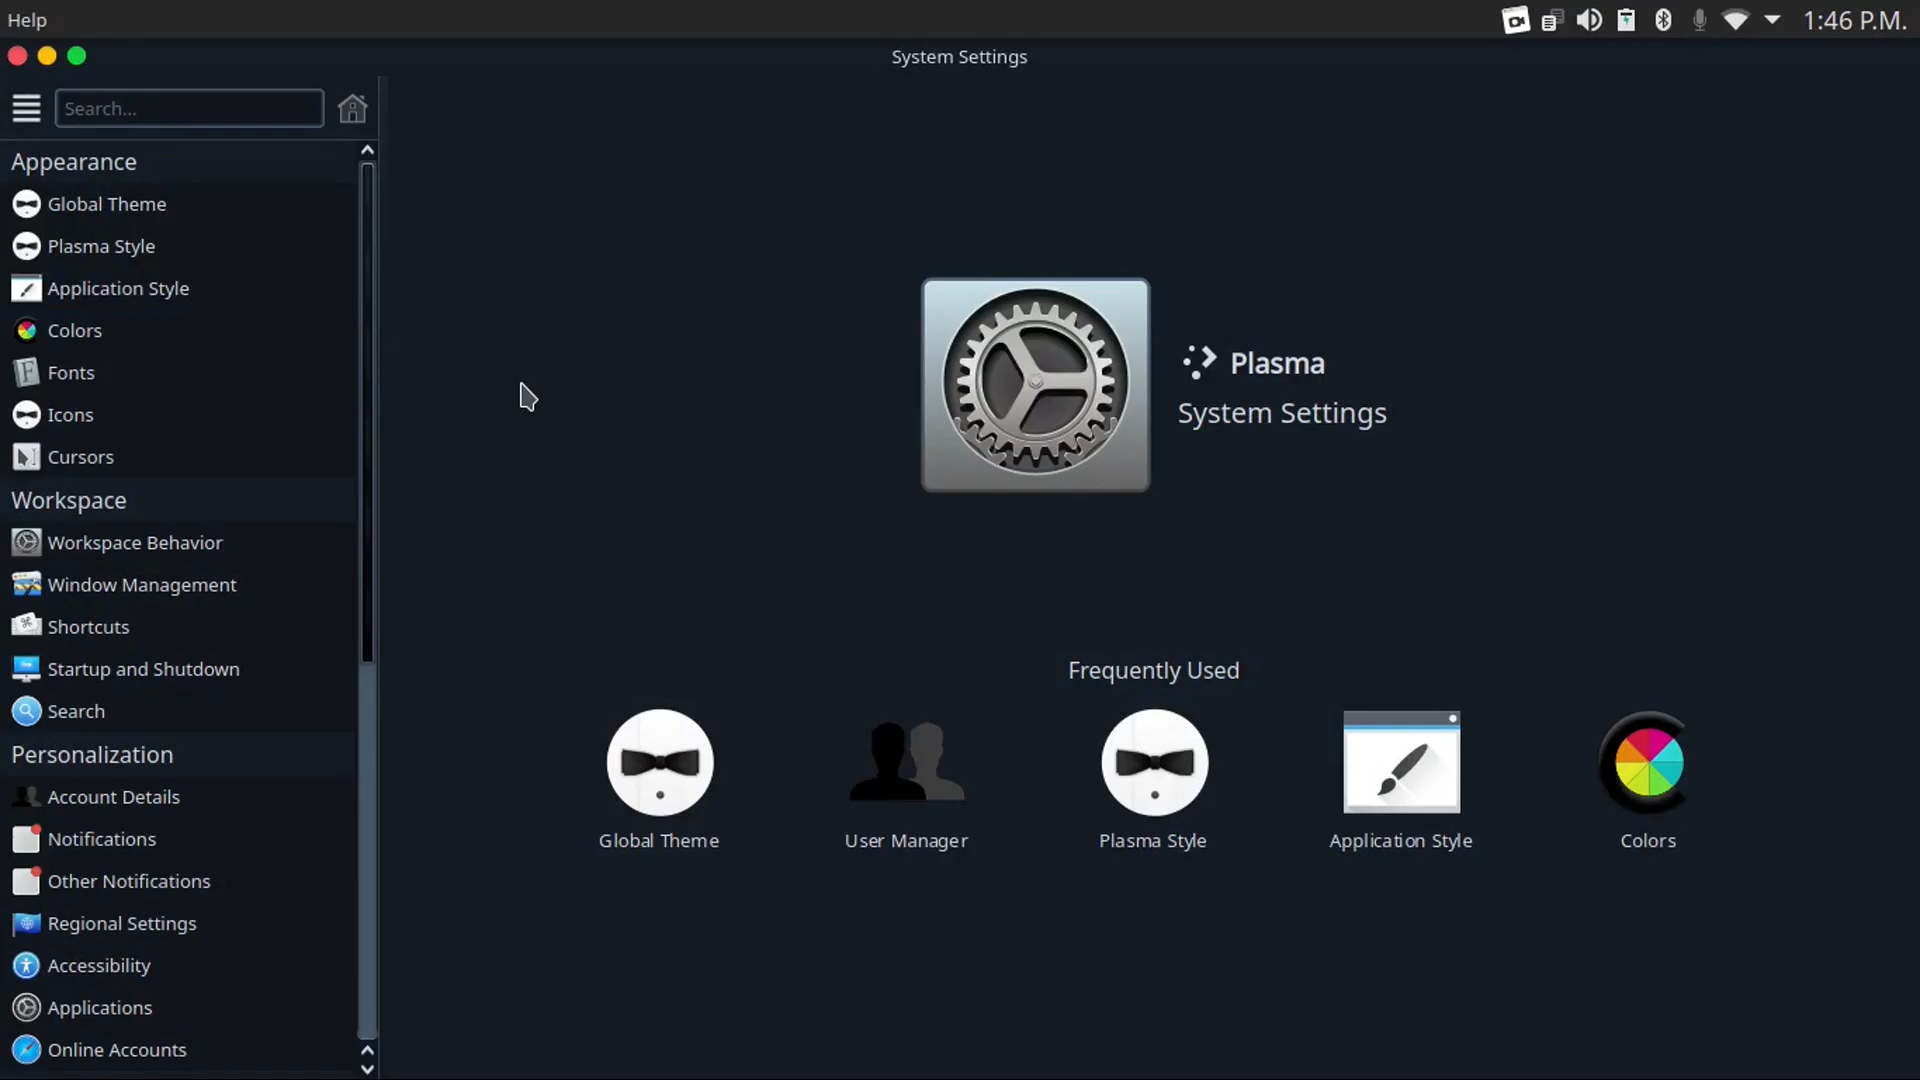 Help
1:46 P.M.
System Settings
Search...
Appearance
Global Theme
Plasma Style
Application Style
Colors
Fonts
Icons
Cursors
Workspace
Workspace Behavior
Window Management
Shortcuts
Startup and Shutdown
Search
Personalization
Account Details
Notifications
Other Notifications
Regional Settings
Accessibility
Applications
Online Accounts
Plasma
System Settings
Frequently Used
Global Theme
User Manager
Plasma Style
Application Style
Colors